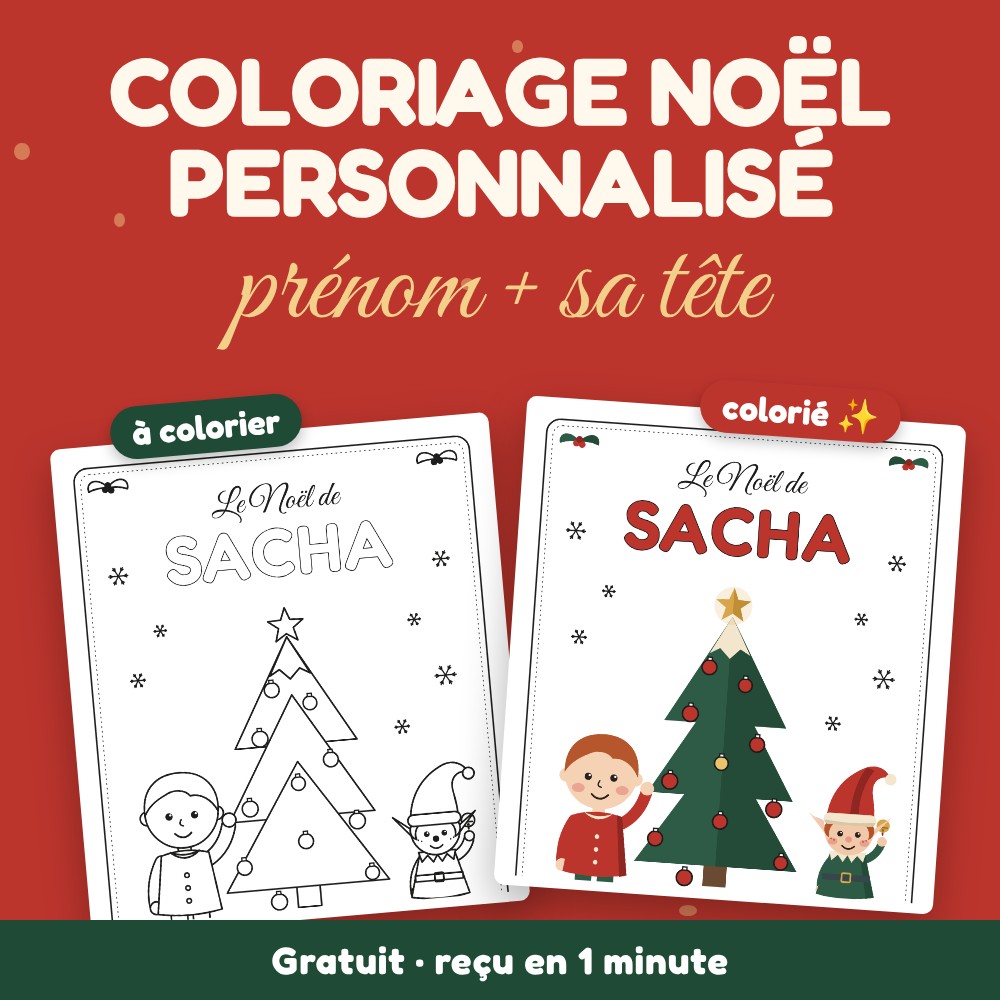 COLORIAGE NOËL
PERSONNALISÉ
prénom + sa tête
à colorier
Le Noël de
SACHA
colorié ✨
Le Noël de
SACHA
Gratuit · reçu en 1 minute